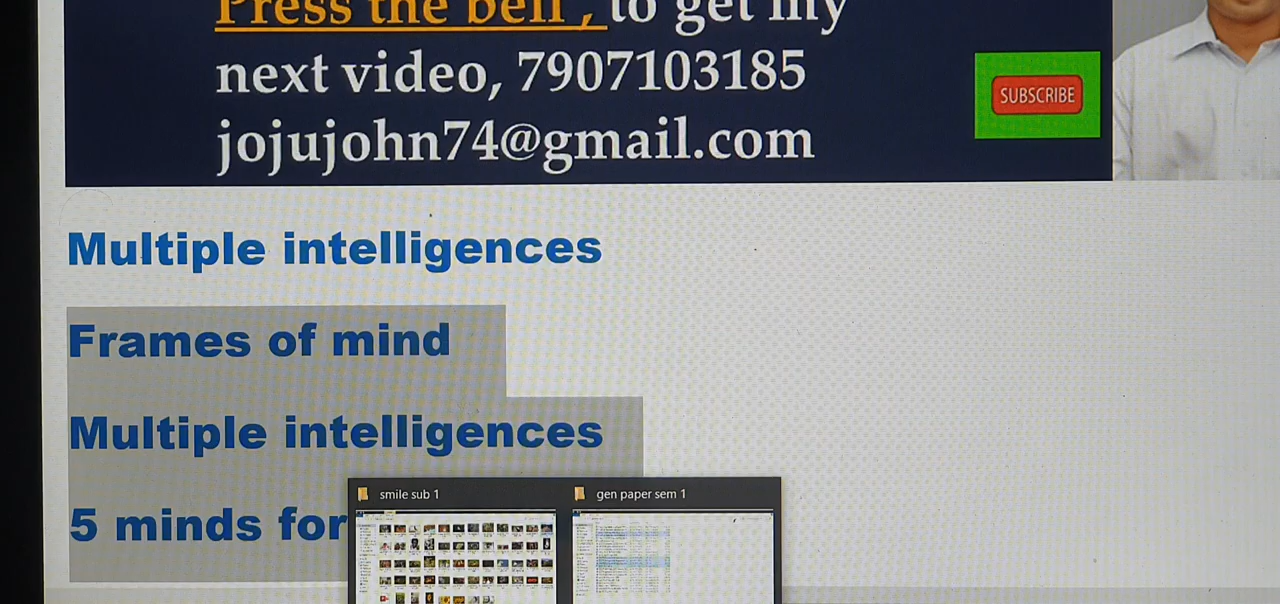 Press the bell , to get my
next video, 7907103185
jojujohn74@gmail.com
SUBSCRIBE
Multiple intelligences
Frames of mind
Multiple intelligences
5 minds for
smile sub 1
gen paper sem 1